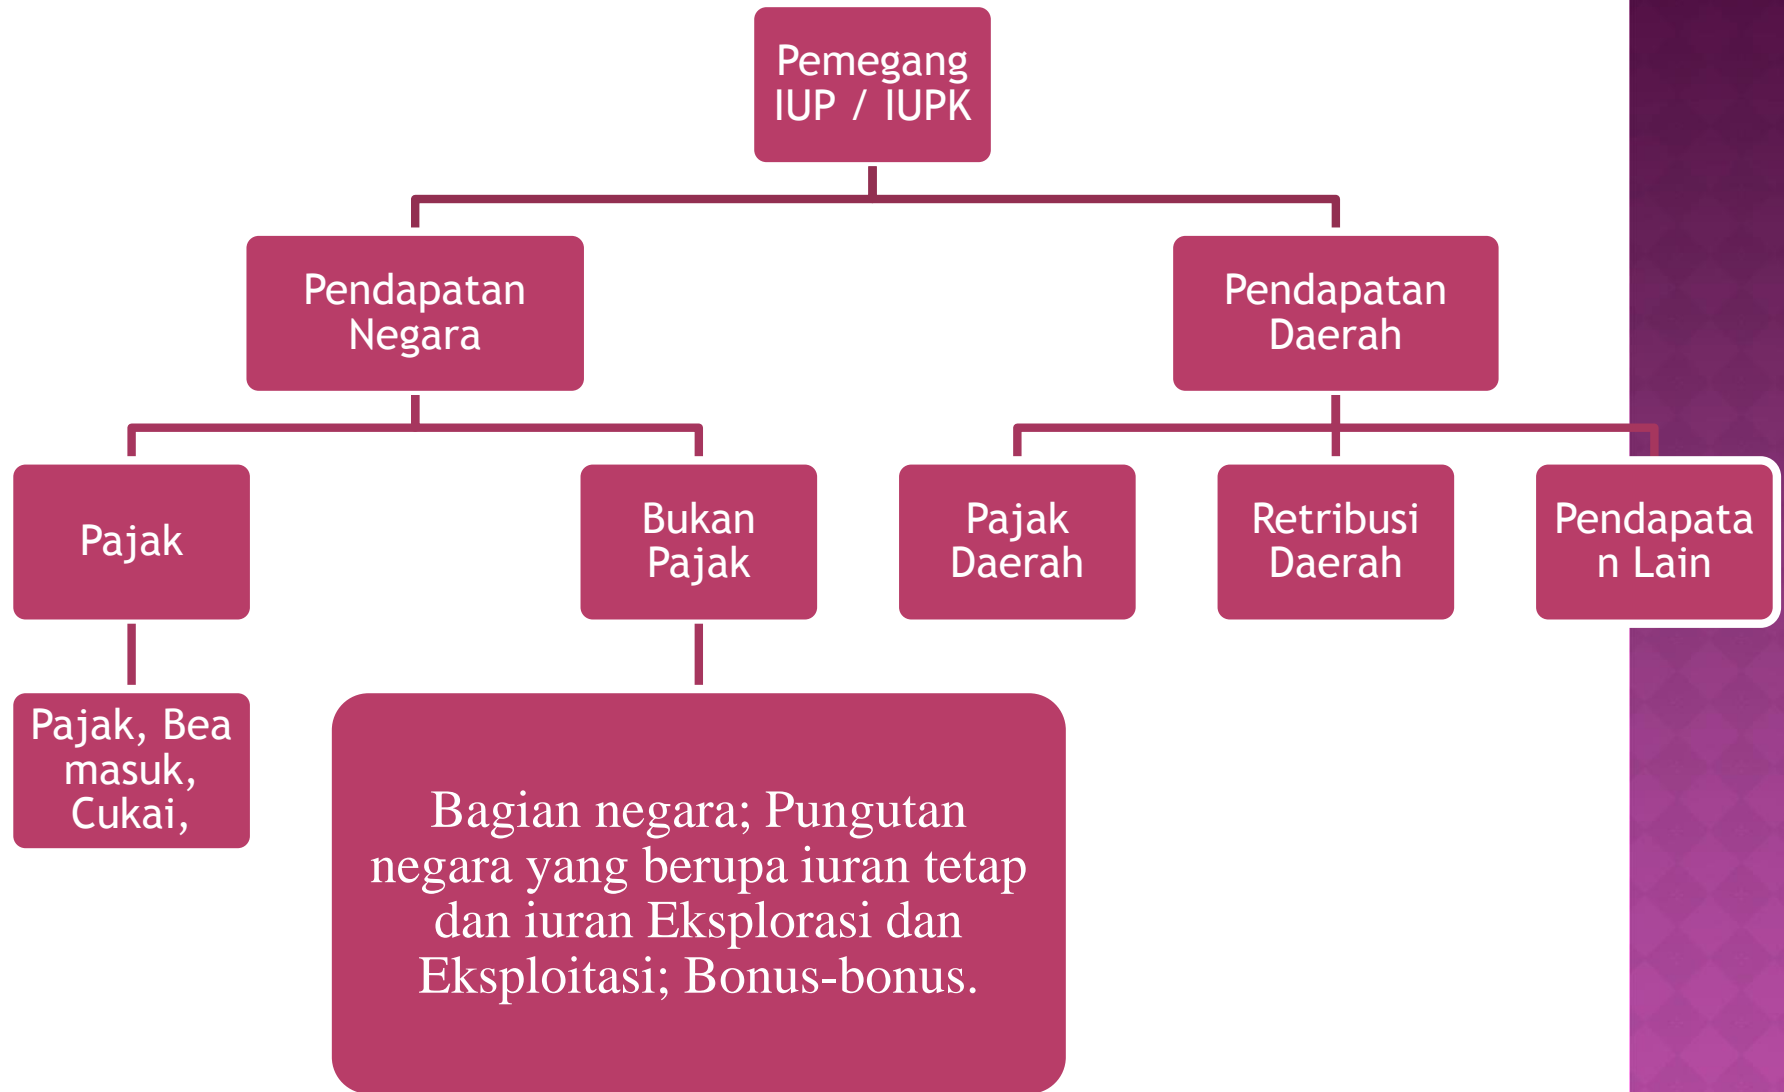 Pemegang
IUP / IUPK
Pendapatan
Negara
Pendapatan
Daerah
Pajak
Bukan
Pajak
Pajak
Daerah
Retribusi
Daerah
Pendapata
n Lain
Pajak, Bea
masuk,
Cukai,
Bagian negara; Pungutan
negara yang berupa iuran tetap
dan iuran Eksplorasi dan
Eksploitasi; Bonus-bonus.